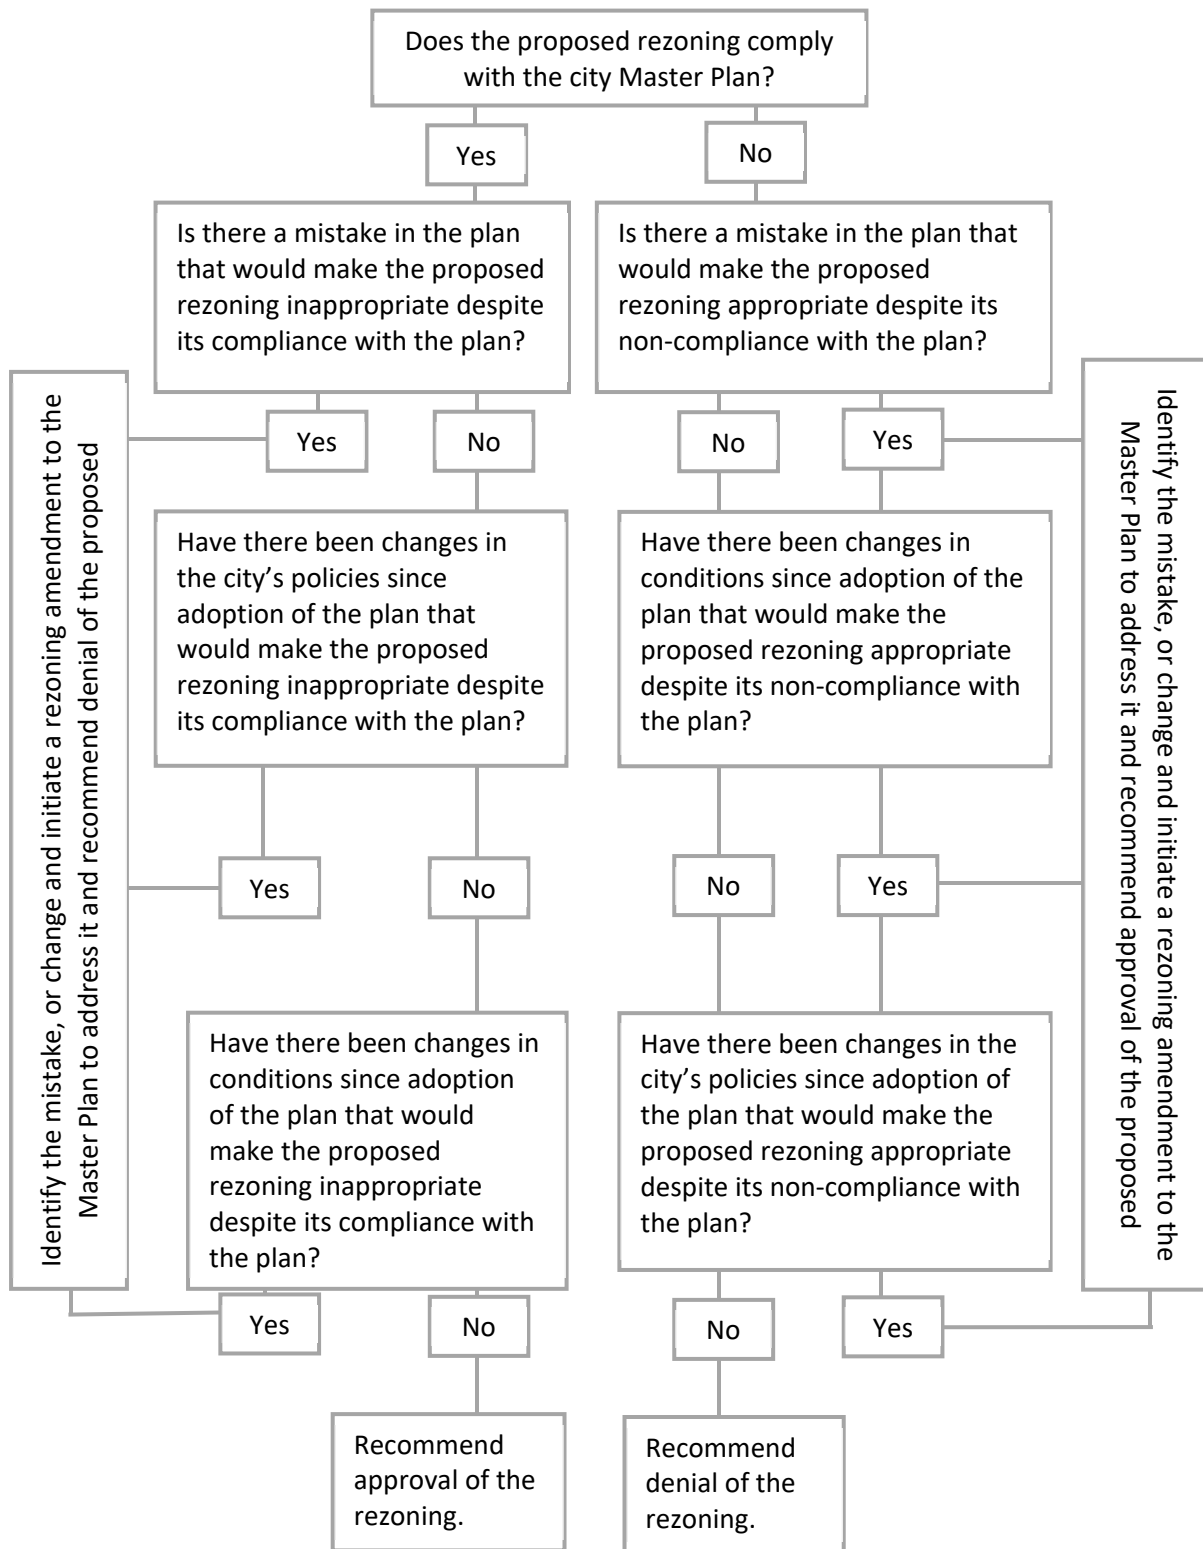 Does the proposed rezoning comply
with the city Master Plan?
Yes
No
Is there a mistake in the plan
that would make the proposed
rezoning inappropriate despite
its compliance with the plan?
Is there a mistake in the plan that
would make the proposed
rezoning appropriate despite its
non-compliance with the plan?
Yes
No
No
Yes
Identify the mistake, or change and initiate a rezoning amendment to the
Master Plan to address it and recommend denial of the proposed
Identify the mistake, or change and initiate a rezoning amendment to the
Master Plan to address it and recommend approval of the proposed
Have there been changes in
the city’s policies since
adoption of the plan that
would make the proposed
rezoning inappropriate despite
its compliance with the plan?
Have there been changes in
conditions since adoption of the
plan that would make the
proposed rezoning appropriate
despite its non-compliance with
the plan?
Yes
No
No
Yes
Have there been changes in
conditions since adoption
of the plan that would
make the proposed
rezoning inappropriate
despite its compliance with
the plan?
Have there been changes in the
city’s policies since adoption of
the plan that would make the
proposed rezoning appropriate
despite its non-compliance with
the plan?
Yes
No
No
Yes
Recommend
approval of the
rezoning.
Recommend
denial of the
rezoning.